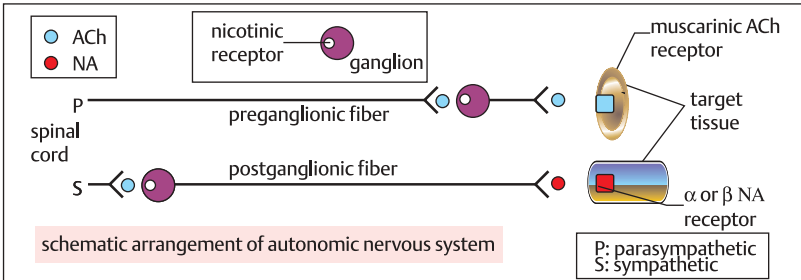 ACh
NA
nicotinic
receptor
ganglion
muscarinic ACh
receptor
P
preganglionic fiber
target
tissue
spinal
cord
postganglionic fiber
S
α or β NA
receptor
schematic arrangement of autonomic nervous system
P: parasympathetic
S: sympathetic